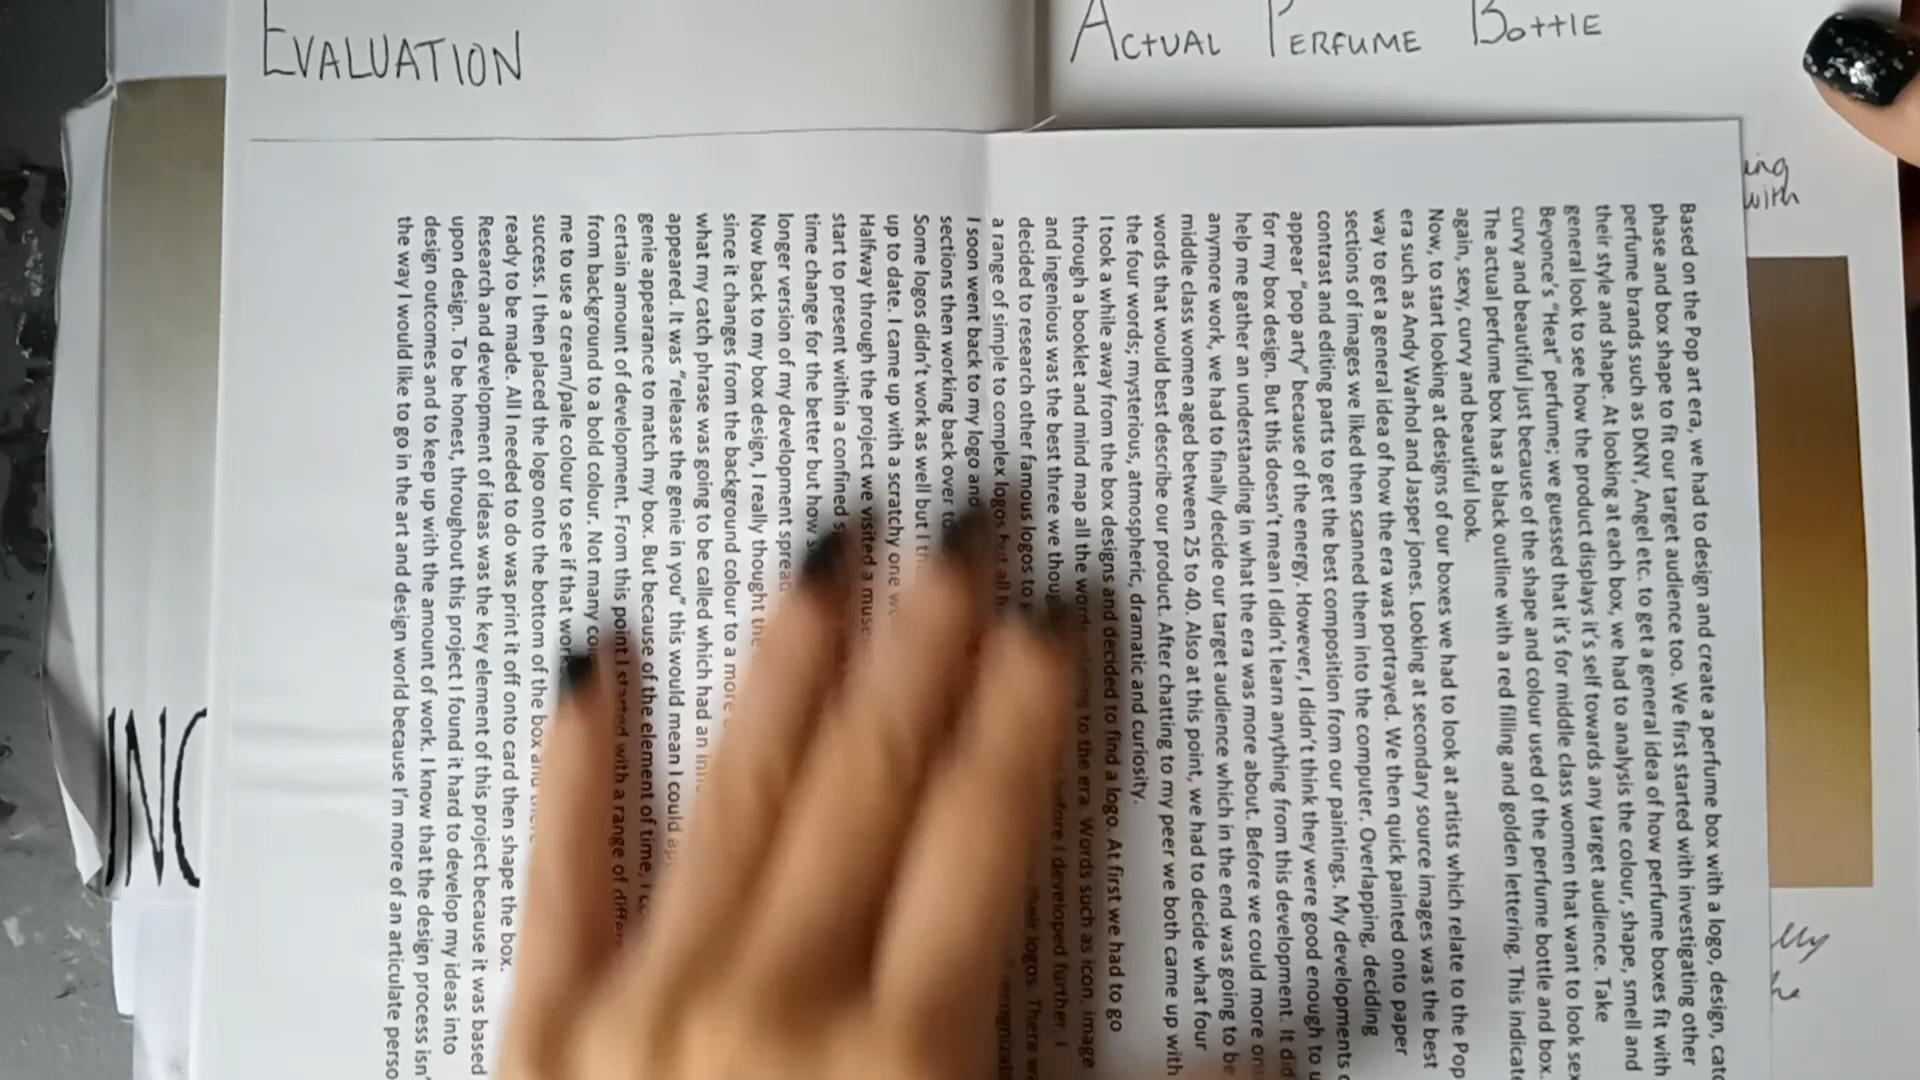 EVALUATION
ACTUAL PERFUME BOTTLE
ing
with
Based on the Pop art era, we had to design and create a perfume box with a logo, design,
phase and box shape to fit our target audience too. We first started with investigating other
perfume brands such as DKNY, Angel etc. to get a general idea of how perfume boxes fit with
their style and shape. At looking at each box, we had to analysis the colour, shape, smell and
general look to see how the product displays it's self towards any target audience. Take
Beyonce's "Heat" perfume; we guessed that it's for middle class women that want to look
curvy and beautiful just because of the shape and colour used of the perfume bottle and box.
The actual perfume box has a black outline with a red filling and golden lettering. This
again, sexy, curvy and beautiful look.
Now, to start looking at designs of our boxes we had to look at artists which relate to the Pop
era such as Andy Warhol and Jasper Jones. Looking at secondary source images was the best
way to get a general idea of how the era was portrayed. We then quick painted onto paper
sections of images we liked then scanned them into the computer. Overlapping, deciding
contrast and editing parts to get the best composition from our paintings. My developments
appear "pop arty" because of the energy. However, I didn't think they were good enough to
for my box design. But this doesn't mean I didn't learn anything from this development. It did
help me gather an understanding in what the era was more about. Before we could more
anymore work, we had to finally decide our target audience which in the end was going to be
middle class women aged between 25 to 40. Also at this point, we had to decide what four
words that would best describe our product. After chatting to my peer we both came up with
the four words; mysterious, atmospheric, dramatic and curiosity.
I took a while away from the box designs and decided to find a logo. At first we had to go
through a booklet and mind map all the words to the era. Words such as icon, image
and ingenious was the best three we before I developed further, I
decided to research other famous logos to their logos. There
a range of simple to complex logos but all
I soon went back to my logo and
sections then working back over
Some logos didn't work as well but I
up to date. I came up with a scratchy one
Halfway through the project we visited a
start to present within a confined
time change for the better but how
longer version of my development
Now back to my box design, I really thought
since it changes from the background colour to a more
what my catch phrase was going to be called which had an
appeared. It was "release the genie in you" this would mean I could
genie appearance to match my box. But because of the element of time, I
certain amount of development. From this point I started with a range of
from background to a bold colour. Not many
me to use a cream/pale colour to see if that
success. I then placed the logo onto the bottom of the box and
ready to be made. All I needed to do was print it off onto card then shape the box.
Research and development of ideas was the key element of this project because it was based
upon design. To be honest, throughout this project I found it hard to develop my ideas into
design outcomes and to keep up with the amount of work. I know that the design process
the way I would like to go in the art and design world because I'm more of an articulate